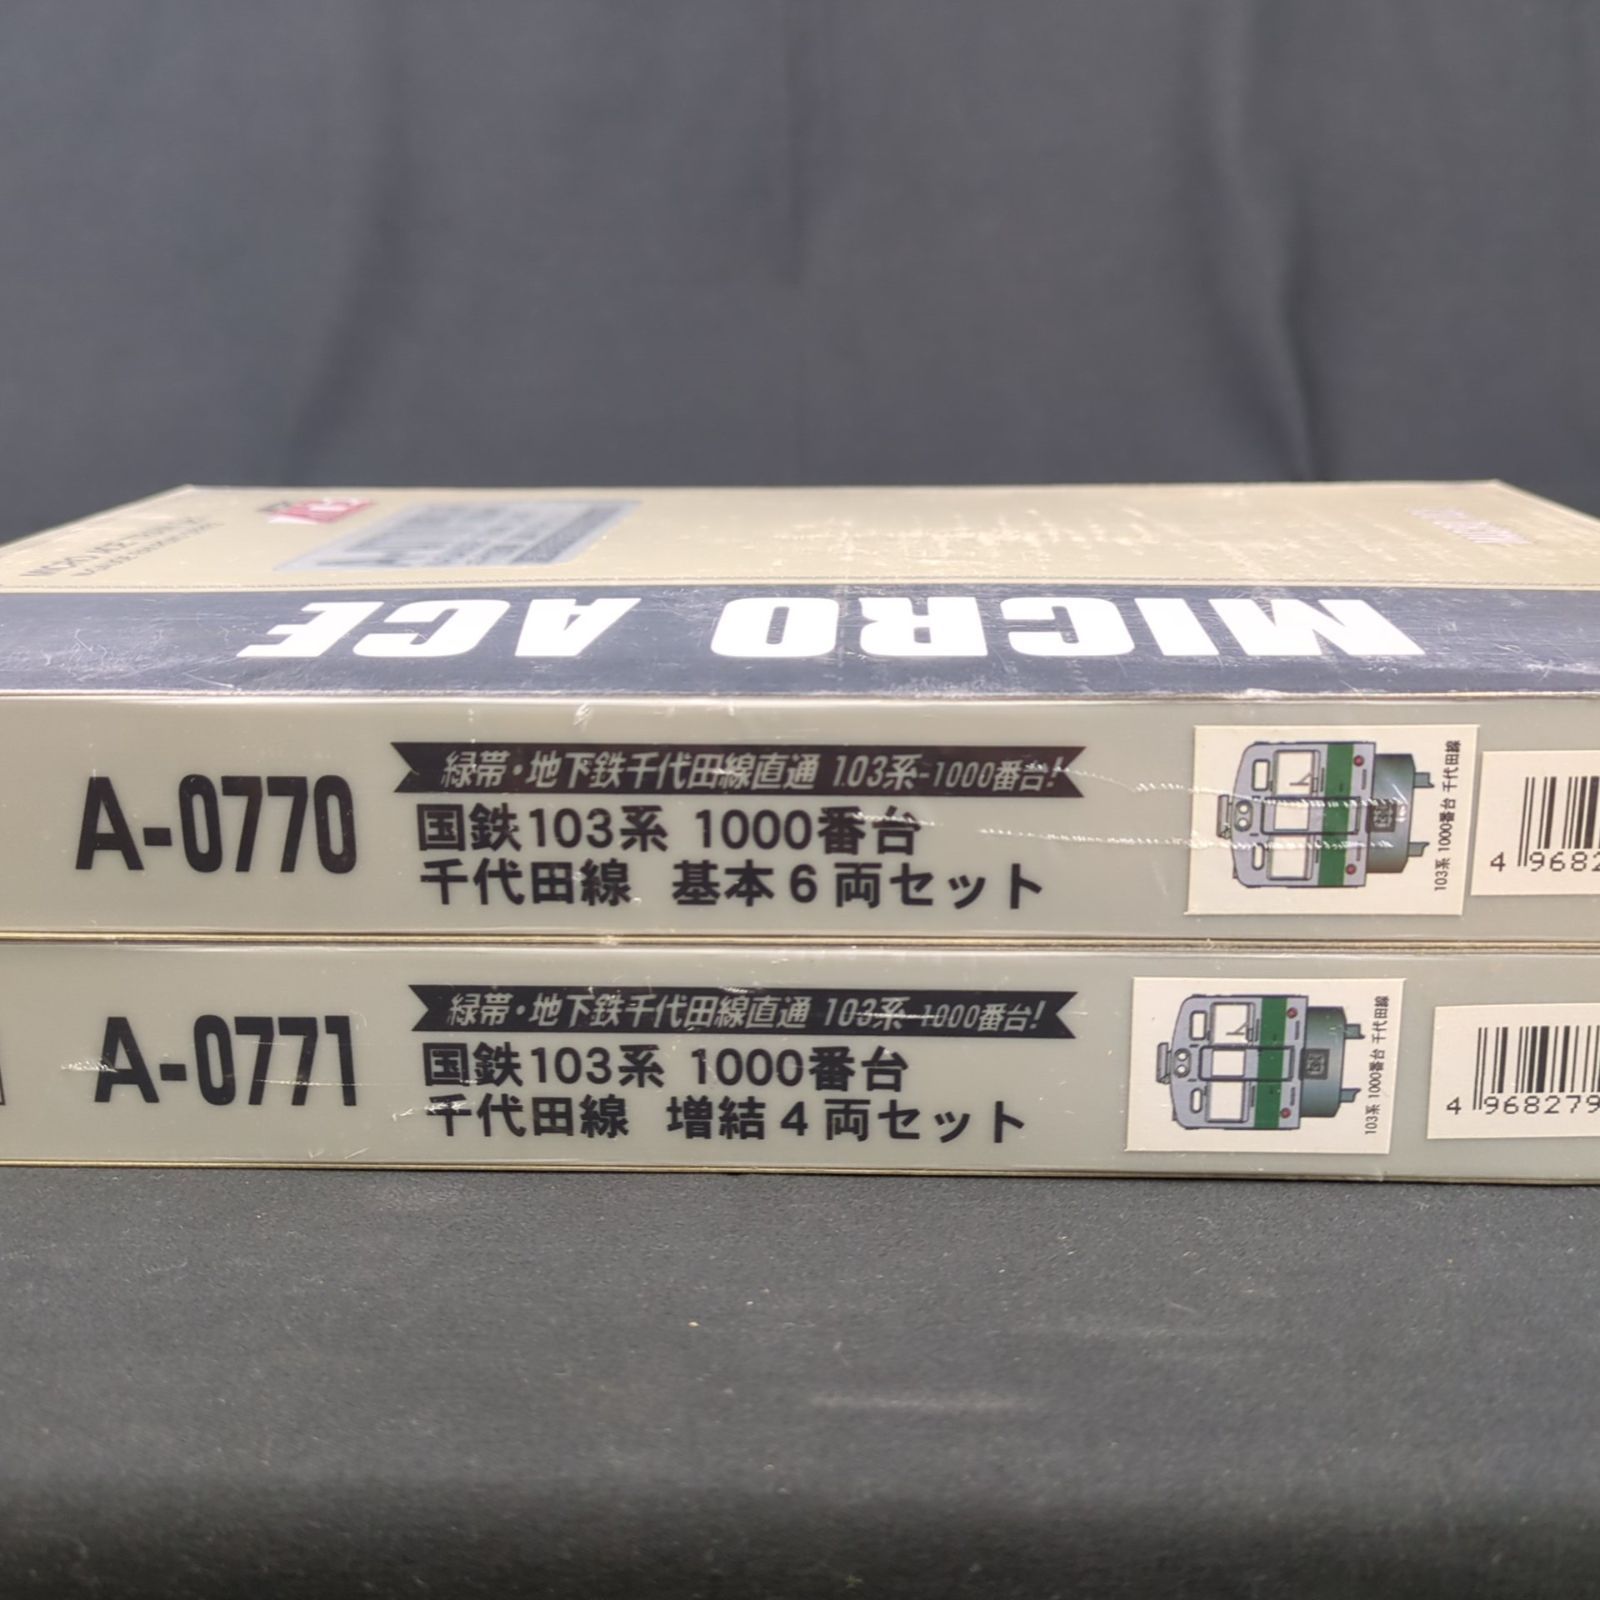 MICRO ACE
A-0770
緑帯・地下鉄千代田線直通 103系-1000番台!
国鉄103系 1000番台
千代田線 基本6両セット
103系 1000番台 千代田線
4 9682
A-0771
緑帯・地下鉄千代田線直通 103系-1000番台!
国鉄103系 1000番台
千代田線 増結4両セット
103系 1000番台 千代田線
4 968279